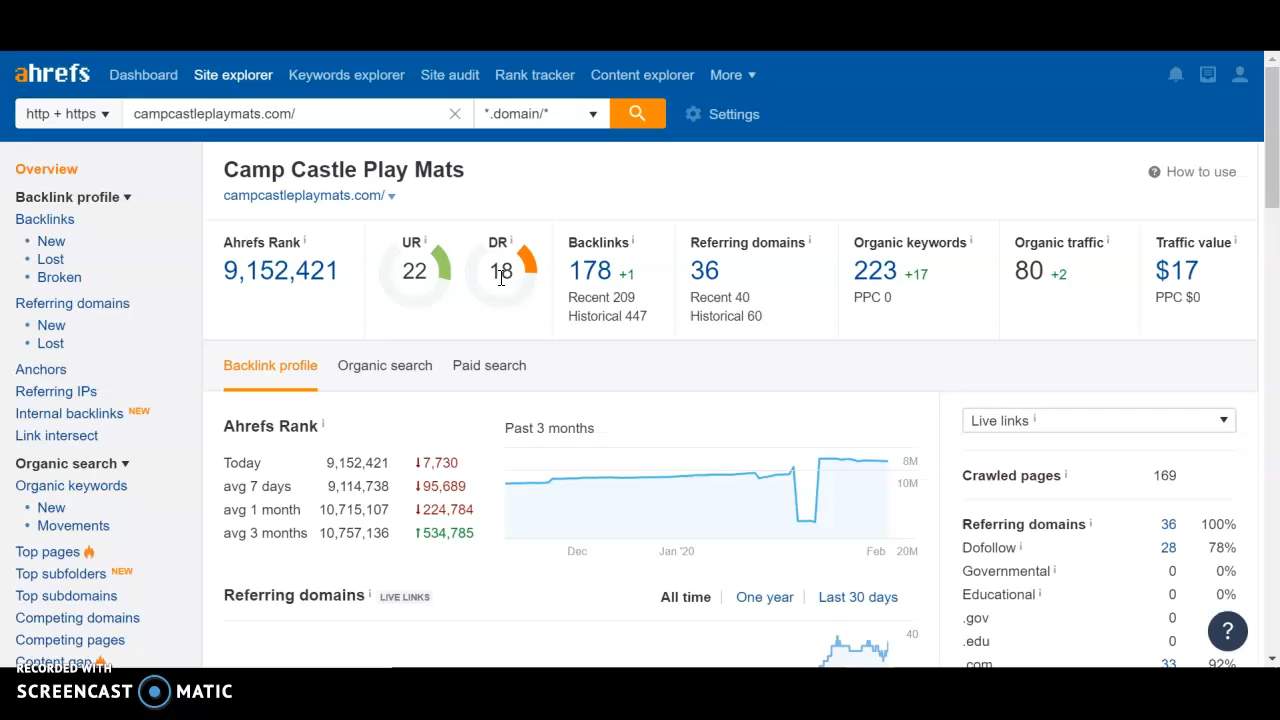 ahrefs Dashboard Site explorer Keywords explorer Site audit Rank tracker Content explorer More
http + https campcastleplaymats.com/ *.domain/* Settings
Overview
Backlink profile
Backlinks
New
Lost
Broken
Referring domains
New
Lost
Anchors
Referring IPs
Internal backlinks NEW
Link intersect
Organic search
Organic keywords
New
Movements
Top pages
Top subfolders NEW
Top subdomains
Competing domains
Competing pages
Content gap
Camp Castle Play Mats
campcastleplaymats.com/
? How to use
Ahrefs Rank i
9,152,421
UR i
22
DR i
18
Backlinks i
178 +1
Recent 209
Historical 447
Referring domains i
36
Recent 40
Historical 60
Organic keywords i
223 +17
PPC 0
Organic traffic i
80 +2
Traffic value i
$17
PPC $0
Backlink profile Organic search Paid search
Ahrefs Rank i
Today 9,152,421 ↓7,730
avg 7 days 9,114,738 ↓95,689
avg 1 month 10,715,107 ↓224,784
avg 3 months 10,757,136 ↑534,785
Past 3 months
8M
10M
Dec Jan '20 Feb 20M
Referring domains i LIVE LINKS
All time One year Last 30 days
40
Live links i
Crawled pages i 169
Referring domains i 36 100%
Dofollow i 28 78%
Governmental i 0 0%
Educational i 0 0%
.gov 0 0%
.edu 0 0%
.com 33 92%
?
RECORDED WITH
SCREENCAST MATIC